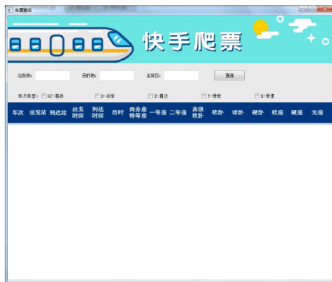 车票查询
快手爬票
出发地: 目的地: 出发日: 查询
车次类型: GC-高铁 D-动车 Z-直达 T-特快 K-快速
车次 出发站 到达站 出发时间 到达时间 历时 商务座特等座 一等座 二等座 高级软卧 软卧 动卧 硬卧 软座 硬座 无座